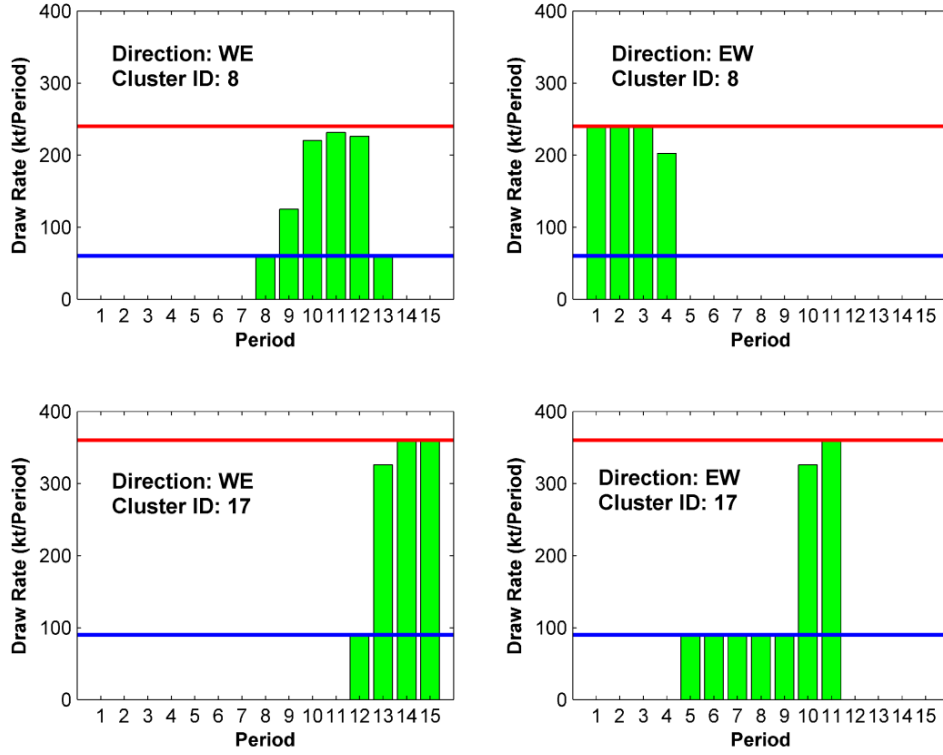 400
300
200
100
0
Draw Rate (kt/Period)
Direction: WE
Cluster ID: 8
1 2 3 4 5 6 7 8 9 10 11 12 13 14 15
Period
400
300
200
100
0
Draw Rate (kt/Period)
Direction: EW
Cluster ID: 8
1 2 3 4 5 6 7 8 9 10 11 12 13 14 15
Period
400
300
200
100
0
Draw Rate (kt/Period)
Direction: WE
Cluster ID: 17
1 2 3 4 5 6 7 8 9 10 11 12 13 14 15
Period
400
300
200
100
0
Draw Rate (kt/Period)
Direction: EW
Cluster ID: 17
1 2 3 4 5 6 7 8 9 10 11 12 13 14 15
Period